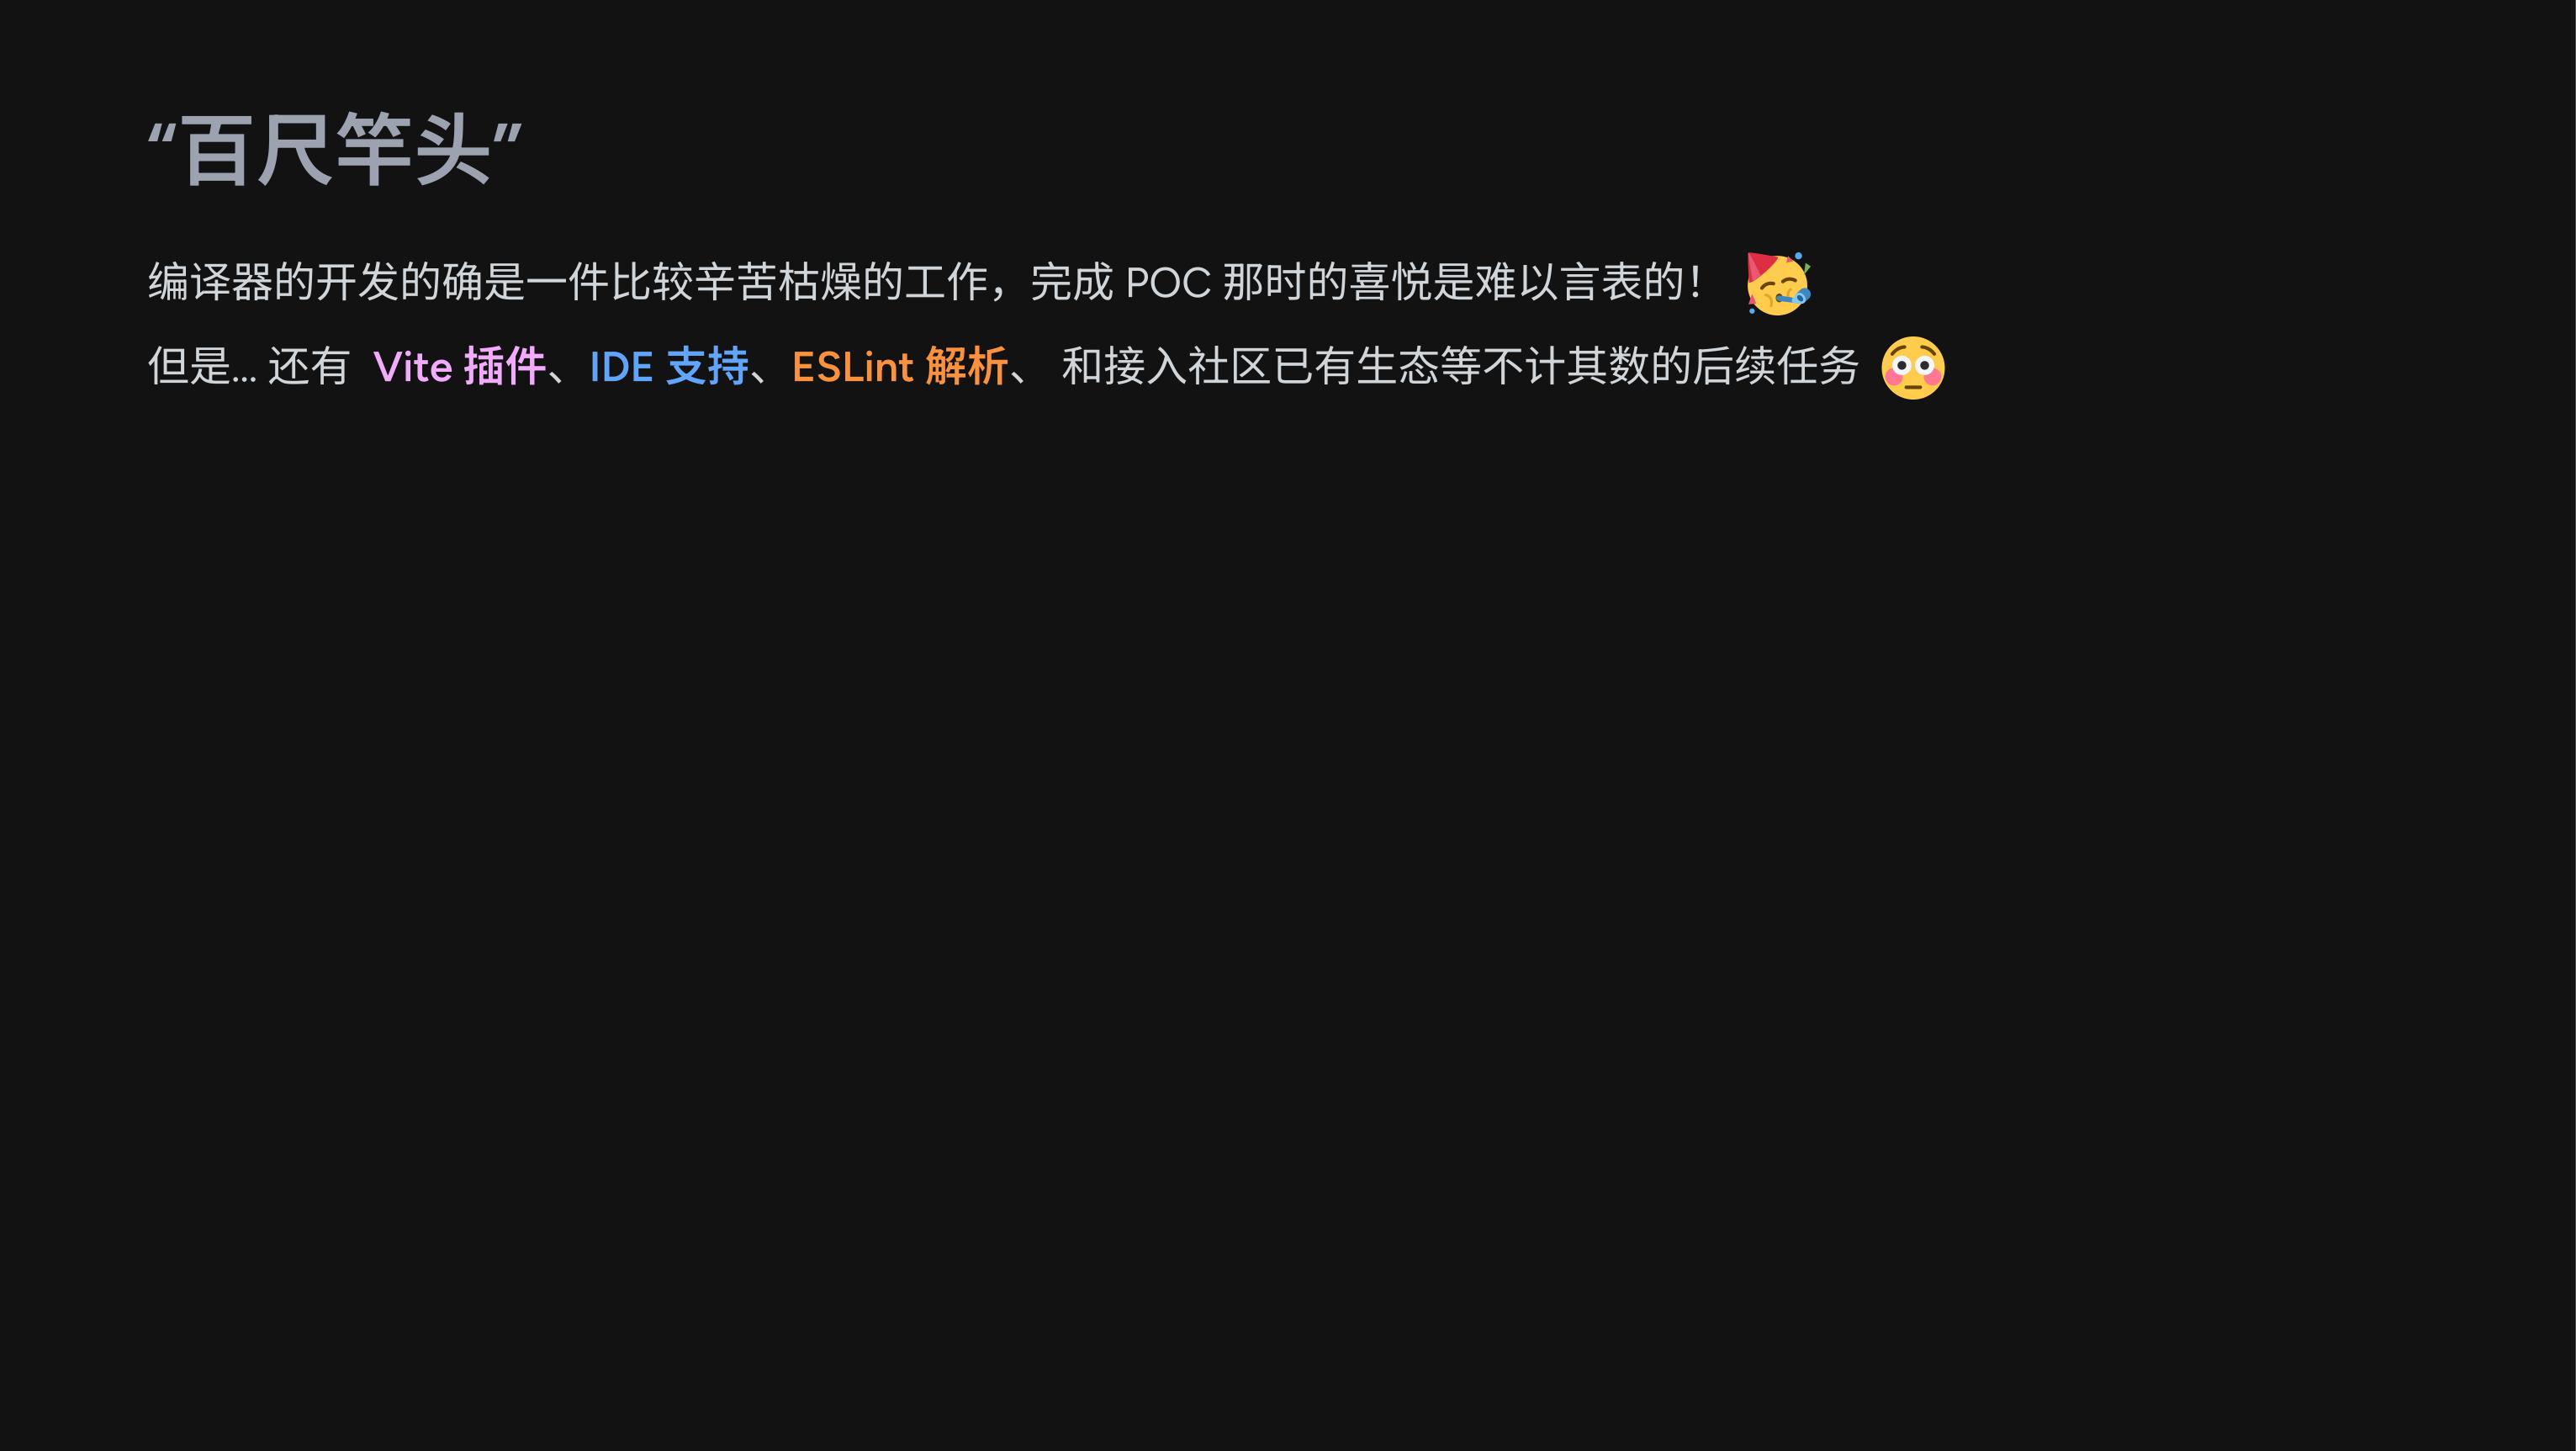 “百尺竿头”
编译器的开发的确是一件比较辛苦枯燥的工作，完成 POC 那时的喜悦是难以言表的！ 🥳
但是... 还有 Vite 插件、IDE 支持、ESLint 解析、 和接入社区已有生态等不计其数的后续任务 😳